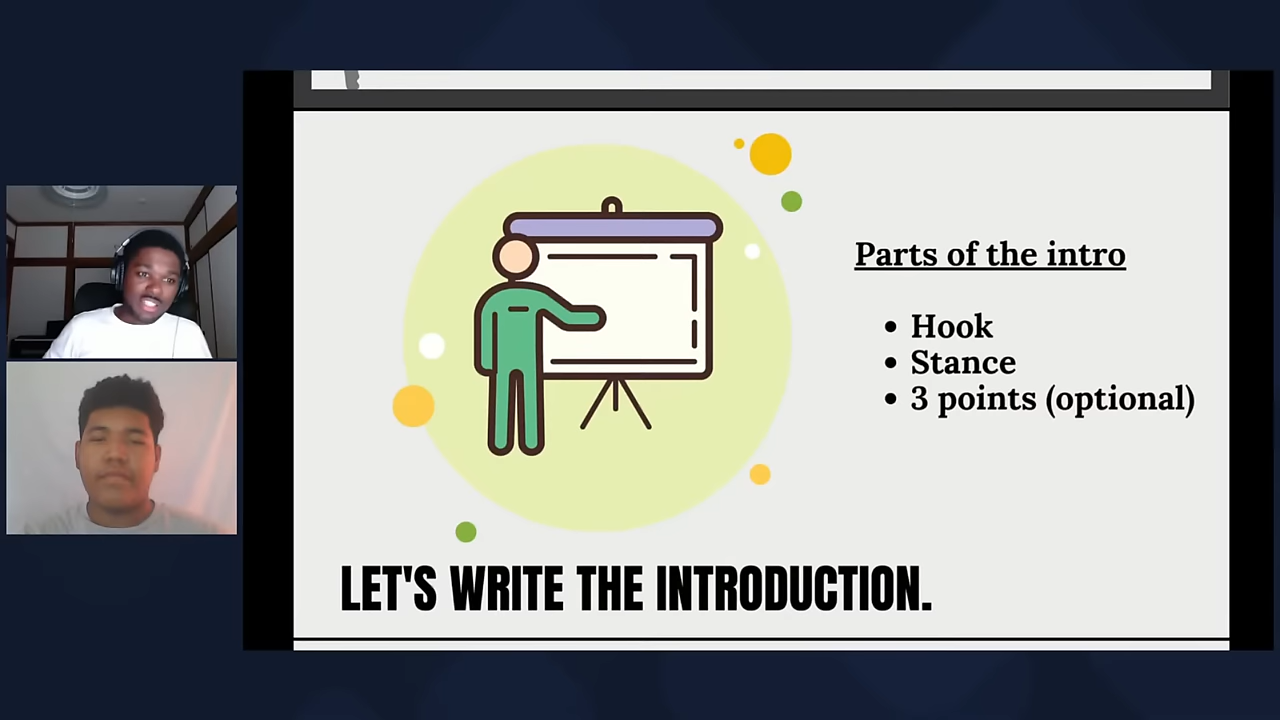 Parts of the intro
• Hook
• Stance
• 3 points (optional)
LET'S WRITE THE INTRODUCTION.